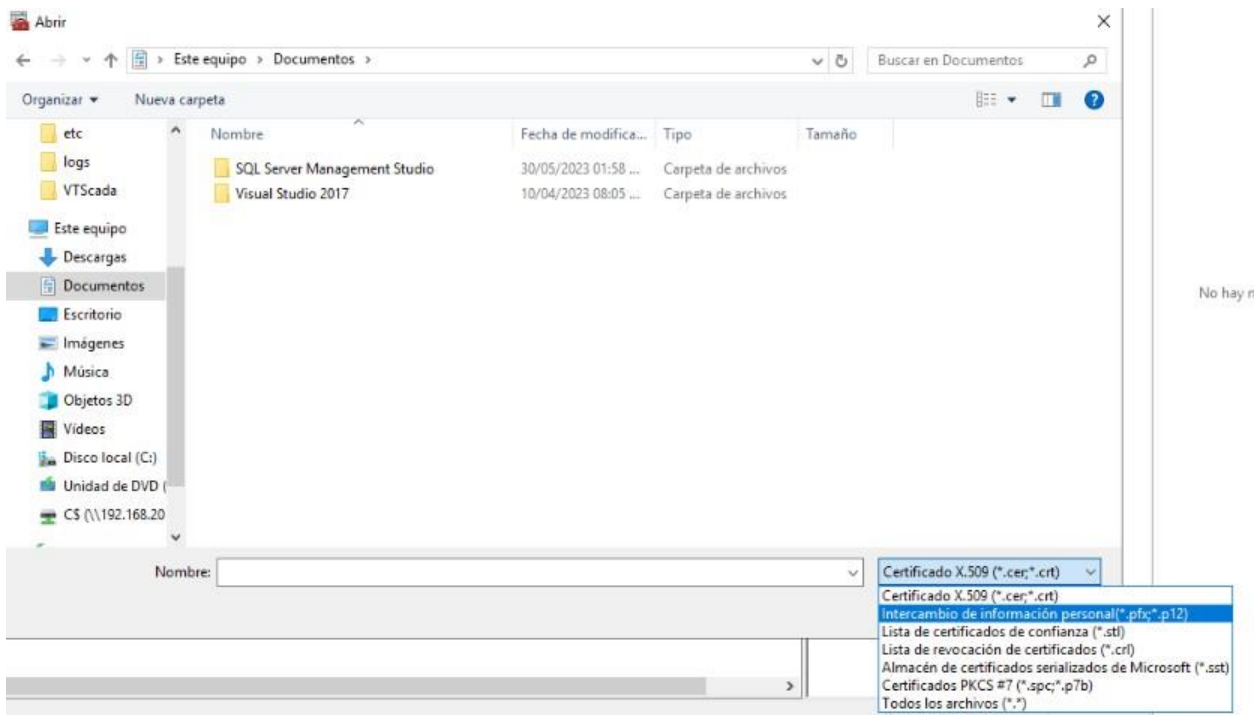 Abrir
Este equipo > Documentos >
Buscar en Documentos
Organizar
Nueva carpeta
Nombre
Fecha de modifica...
Tipo
Tamaño
etc
logs
VTScada
Este equipo
Descargas
Documentos
Escritorio
Imágenes
Música
Objetos 3D
Vídeos
Disco local (C:)
Unidad de DVD (
C$ (\\192.168.20
SQL Server Management Studio
30/05/2023 01:58 ...
Carpeta de archivos
Visual Studio 2017
10/04/2023 08:05 ...
Carpeta de archivos
No hay
Nombre:
Certificado X.509 (*.cer;*.crt)
Certificado X.509 (*.cer;*.crt)
Intercambio de información personal(*.pfx;*.p12)
Lista de certificados de confianza (*.stl)
Lista de revocación de certificados (*.crl)
Almacén de certificados serializados de Microsoft (*.sst)
Certificados PKCS #7 (*.spc;*.p7b)
Todos los archivos (*.*)